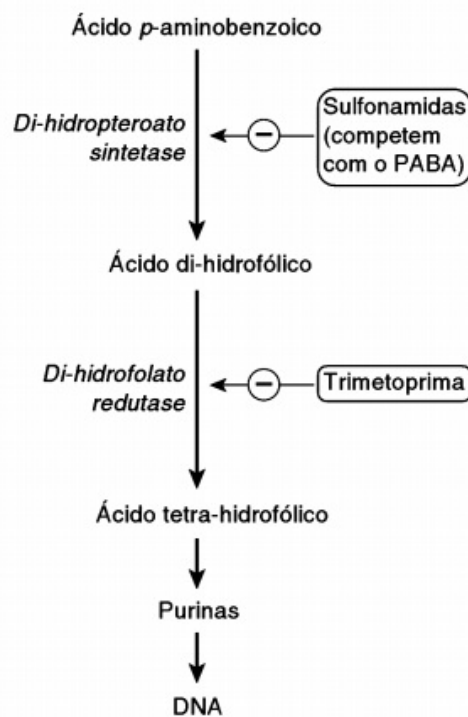 Ácido p-aminobenzoico
Di-hidropteroato
sintetase
−
Sulfonamidas
(competem
com o PABA)
Ácido di-hidrofólico
Di-hidrofolato
redutase
−
Trimetoprima
Ácido tetra-hidrofólico
Purinas
DNA